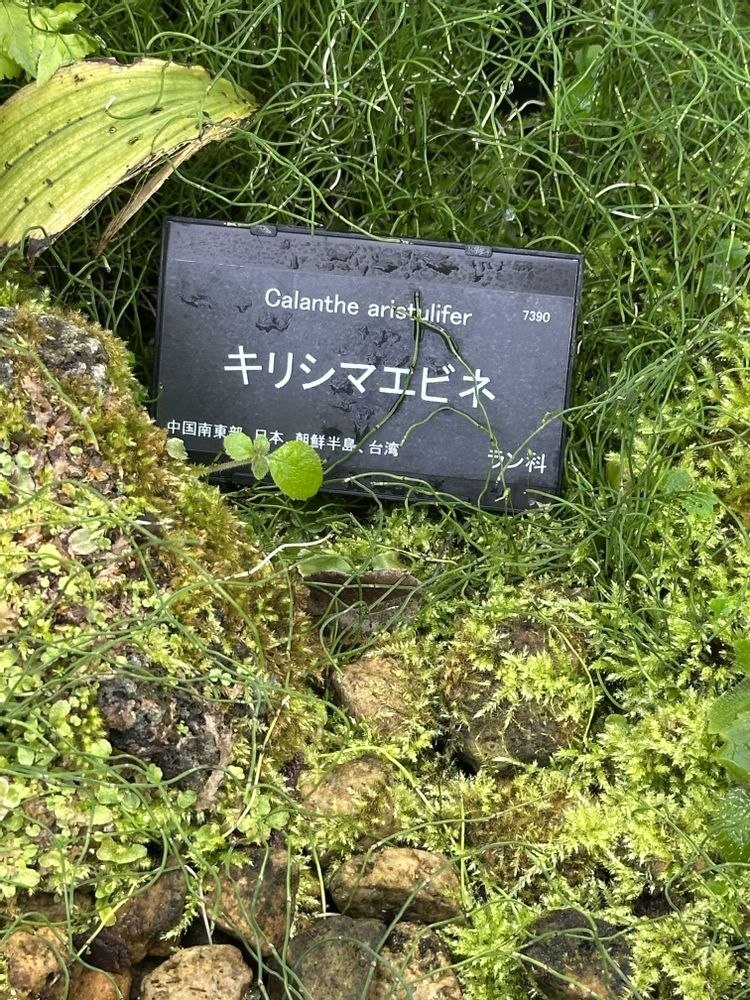 Calanthe aristulifer 7390
キリシマエビネ
中国南東部、日本、朝鮮半島、台湾
ラン科